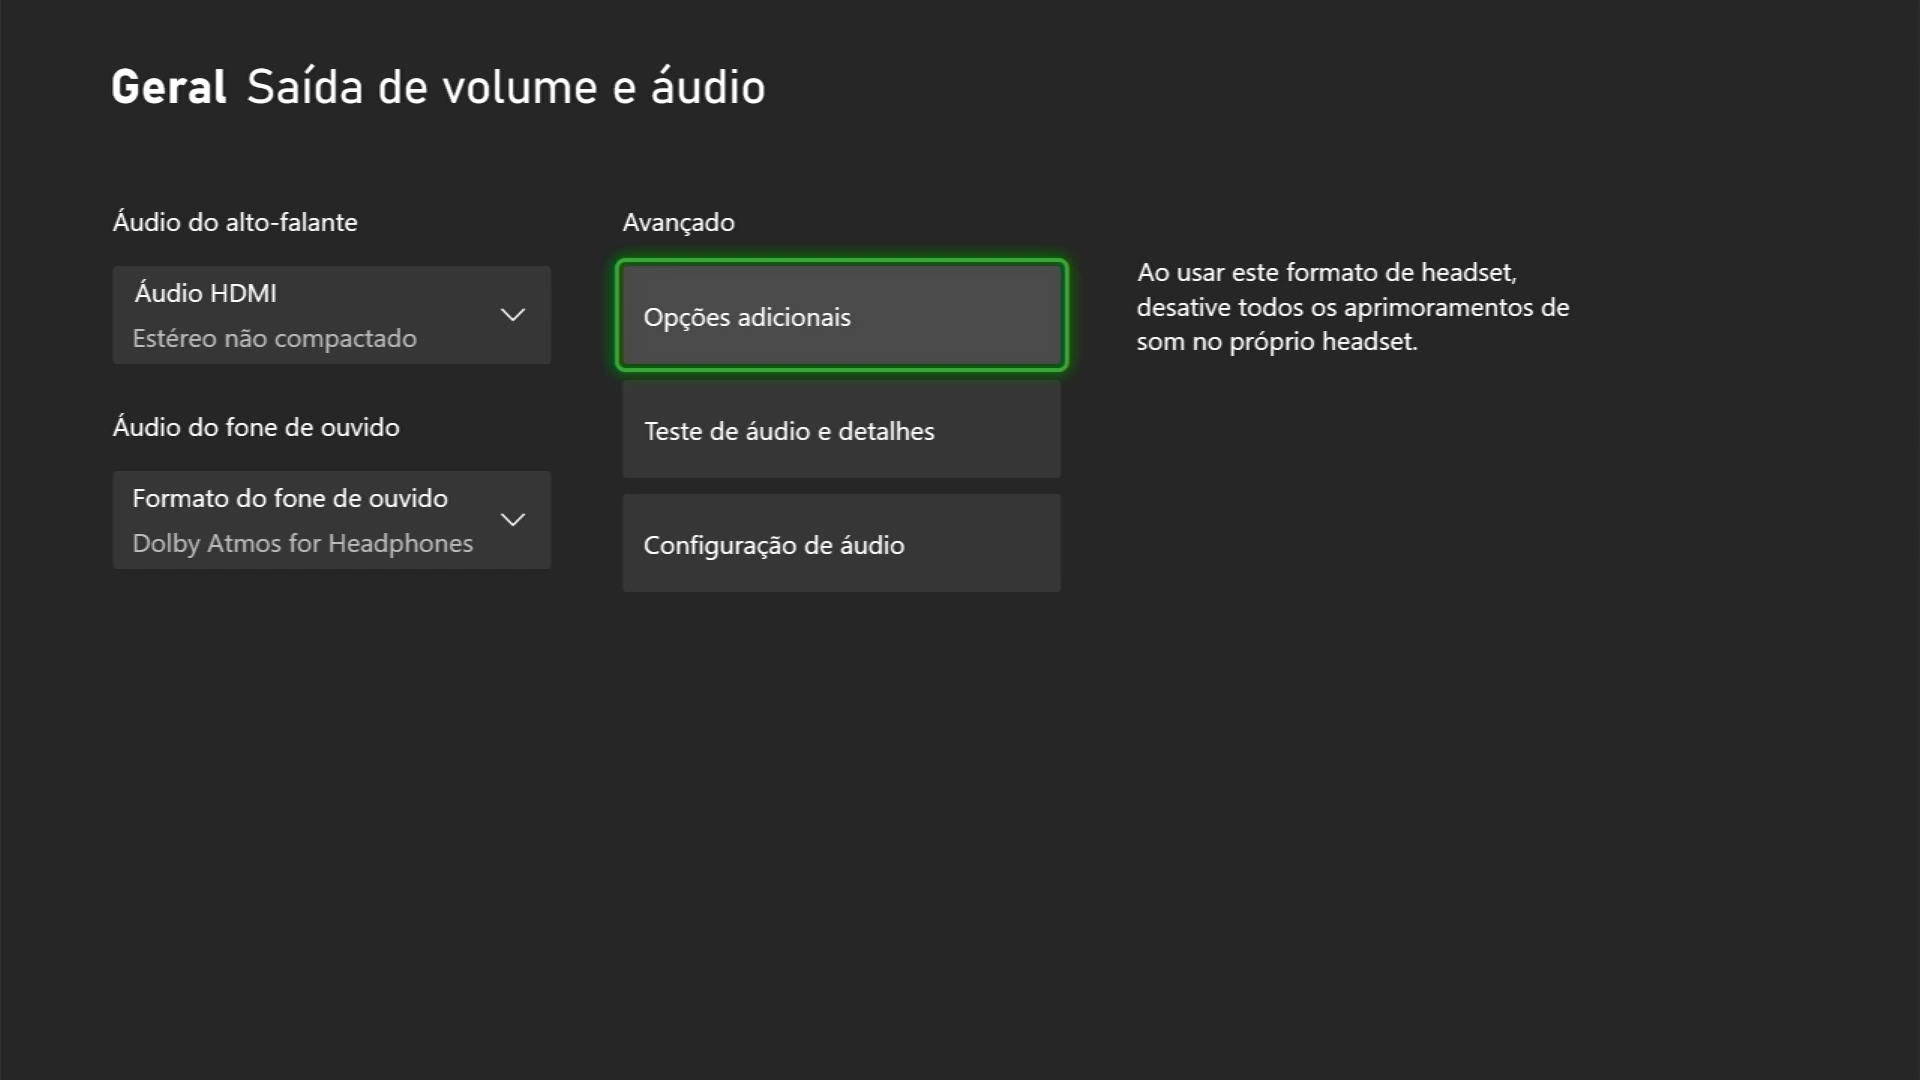 Geral Saída de volume e áudio
Áudio do alto-falante
Áudio HDMI
Estéreo não compactado
Áudio do fone de ouvido
Formato do fone de ouvido
Dolby Atmos for Headphones
Avançado
Opções adicionais
Teste de áudio e detalhes
Configuração de áudio
Ao usar este formato de headset,
desative todos os aprimoramentos de
som no próprio headset.